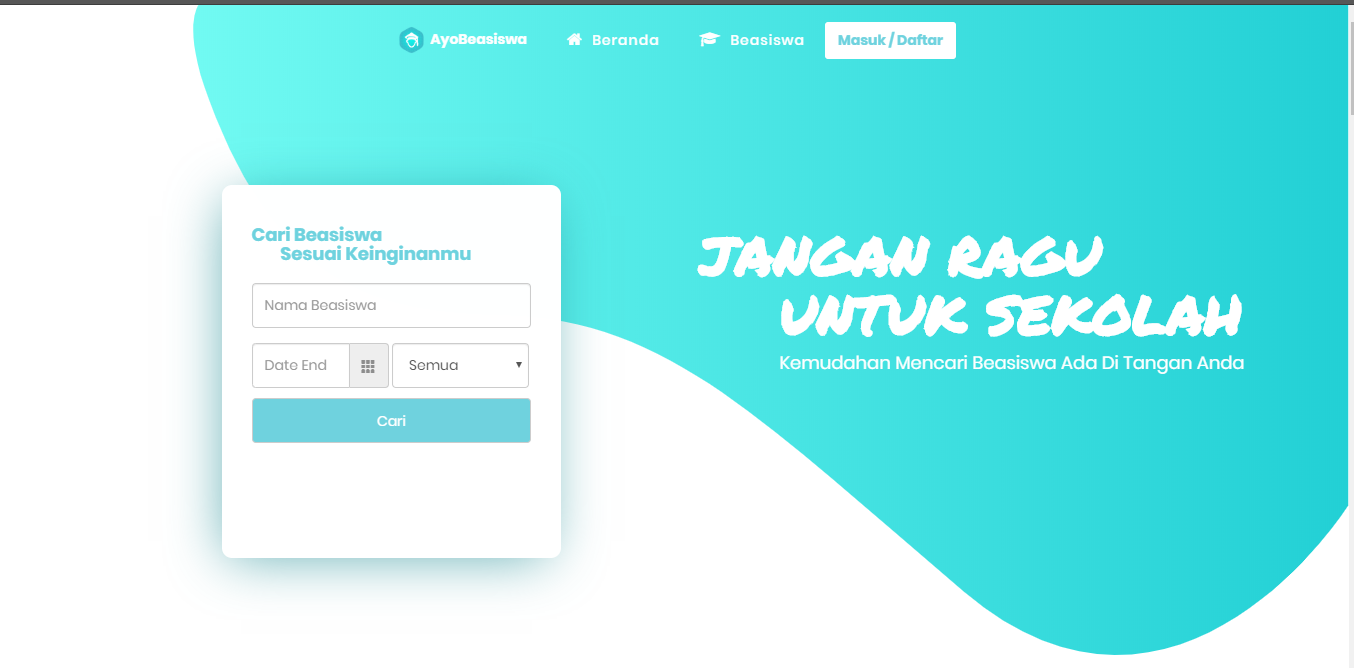 AyoBeasiswa
Beranda
Beasiswa
Masuk / Daftar
Cari Beasiswa
Sesuai Keinginanmu
Nama Beasiswa
Date End
Semua
Cari
JANGAN RAGU
UNTUK SEKOLAH
Kemudahan Mencari Beasiswa Ada Di Tangan Anda